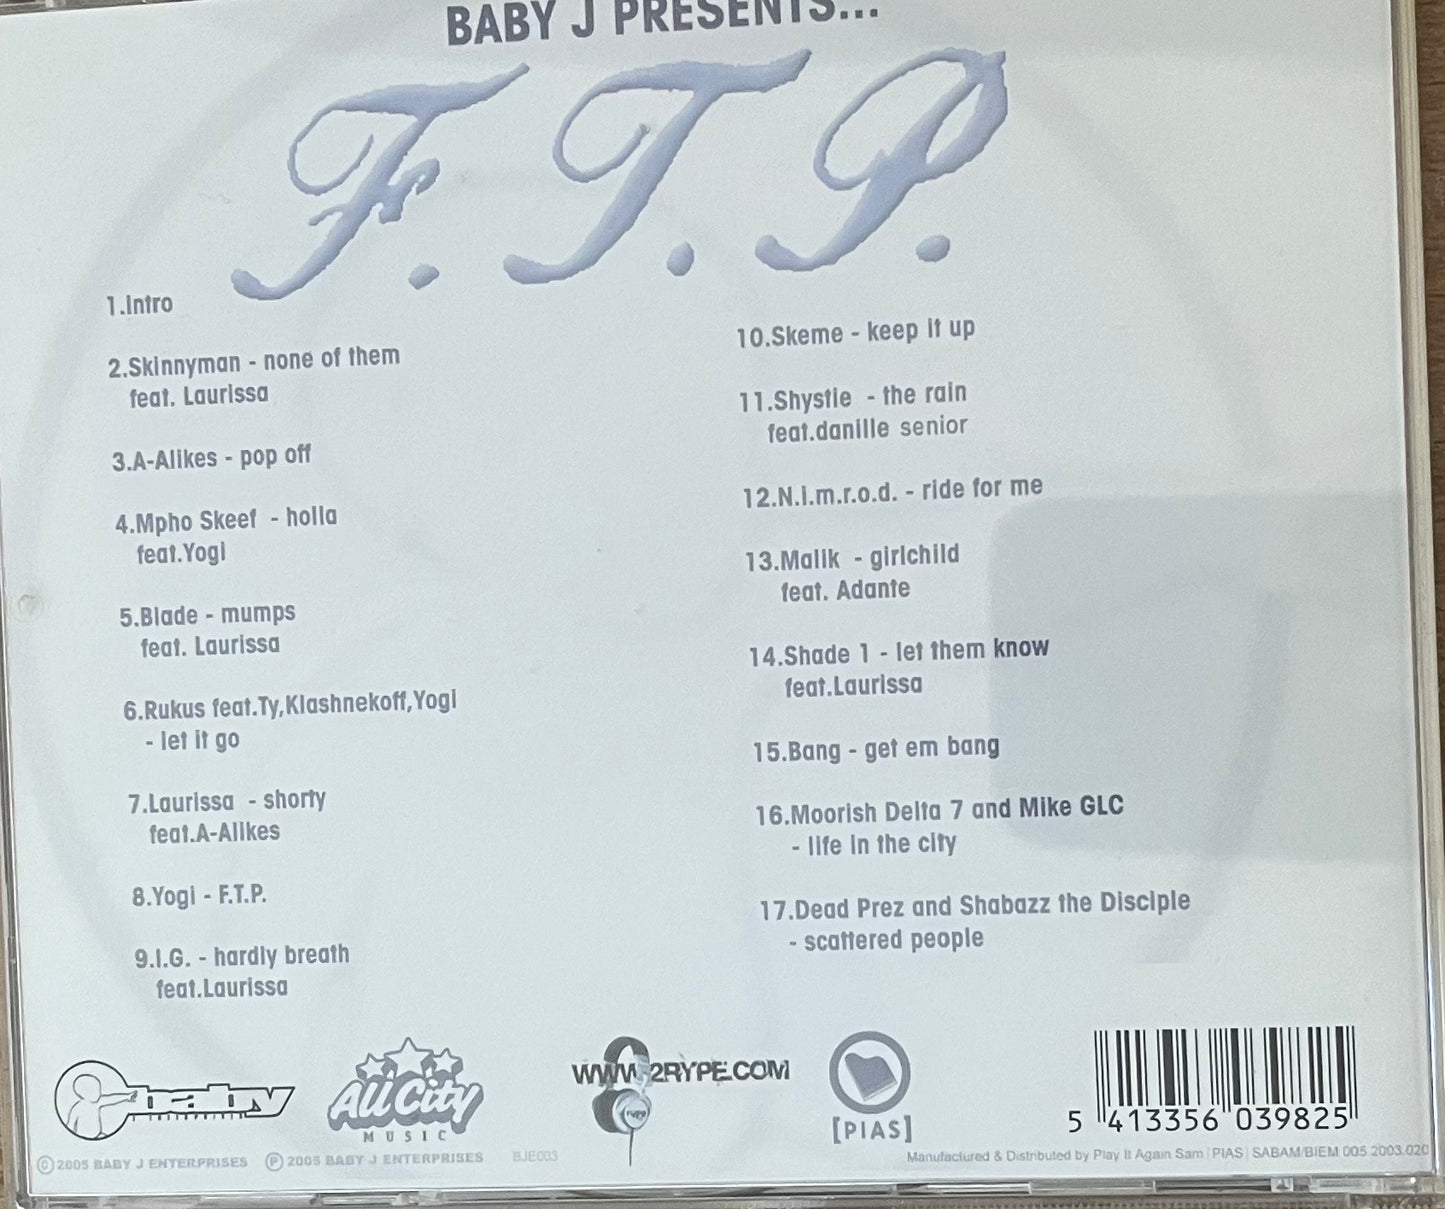 BABY J PRESENTS...
F.T.P.
1.Intro
2.Skinnyman - none of them
feat. Laurissa
3.A-Alikes - pop off
4.Mpho Skeef - holla
feat.Yogi
5.Blade - mumps
feat. Laurissa
6.Rukus feat.Ty,Klashnekoff,Yogi
- let it go
7.Laurissa - shorty
feat.A-Alikes
8.Yogi - F.T.P.
9.I.G. - hardly breath
feat.Laurissa
10.Skeme - keep it up
11.Shystie - the rain
feat.danille senior
12.N.i.m.r.o.d. - ride for me
13.Malik - girlchild
feat. Adante
14.Shade 1 - let them know
feat.Laurissa
15.Bang - get em bang
16.Moorish Delta 7 and Mike GLC
- life in the city
17.Dead Prez and Shabazz the Disciple
- scattered people
baby
All City
MUSIC
WWW.2RYPE.COM
[PIAS]
5 413356 039825
© 2005 BABY J ENTERPRISES ℗ 2005 BABY J ENTERPRISES BJE003
Manufactured & Distributed by Play It Again Sam [PIAS] SABAM/BIEM 005.2003.020